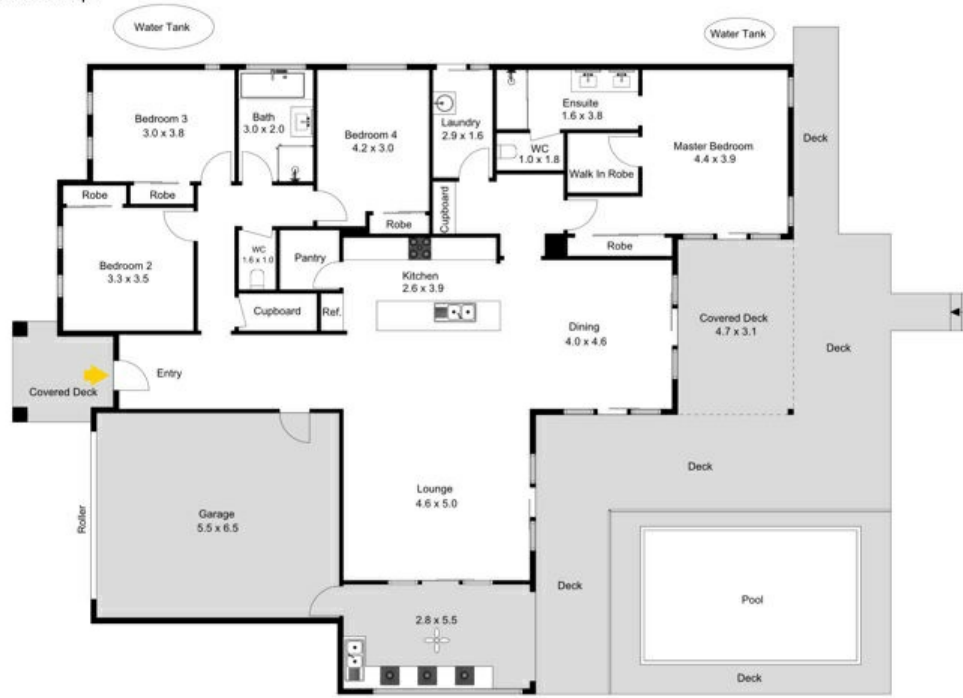 Water Tank
Water Tank
Bedroom 3
3.0 x 3.8
Bath
3.0 x 2.0
Bedroom 4
4.2 x 3.0
Laundry
2.9 x 1.6
Ensuite
1.6 x 3.8
WC
1.0 x 1.8
Walk In Robe
Master Bedroom
4.4 x 3.9
Deck
Robe
Robe
Robe
Cupboard
Robe
Bedroom 2
3.3 x 3.5
WC
1.6 x 1.0
Pantry
Kitchen
2.6 x 3.9
Cupboard
Ref.
Dining
4.0 x 4.6
Covered Deck
4.7 x 3.1
Deck
Entry
Covered Deck
Deck
Lounge
4.6 x 5.0
Garage
5.5 x 6.5
Roller
Deck
Pool
2.8 x 5.5
Deck